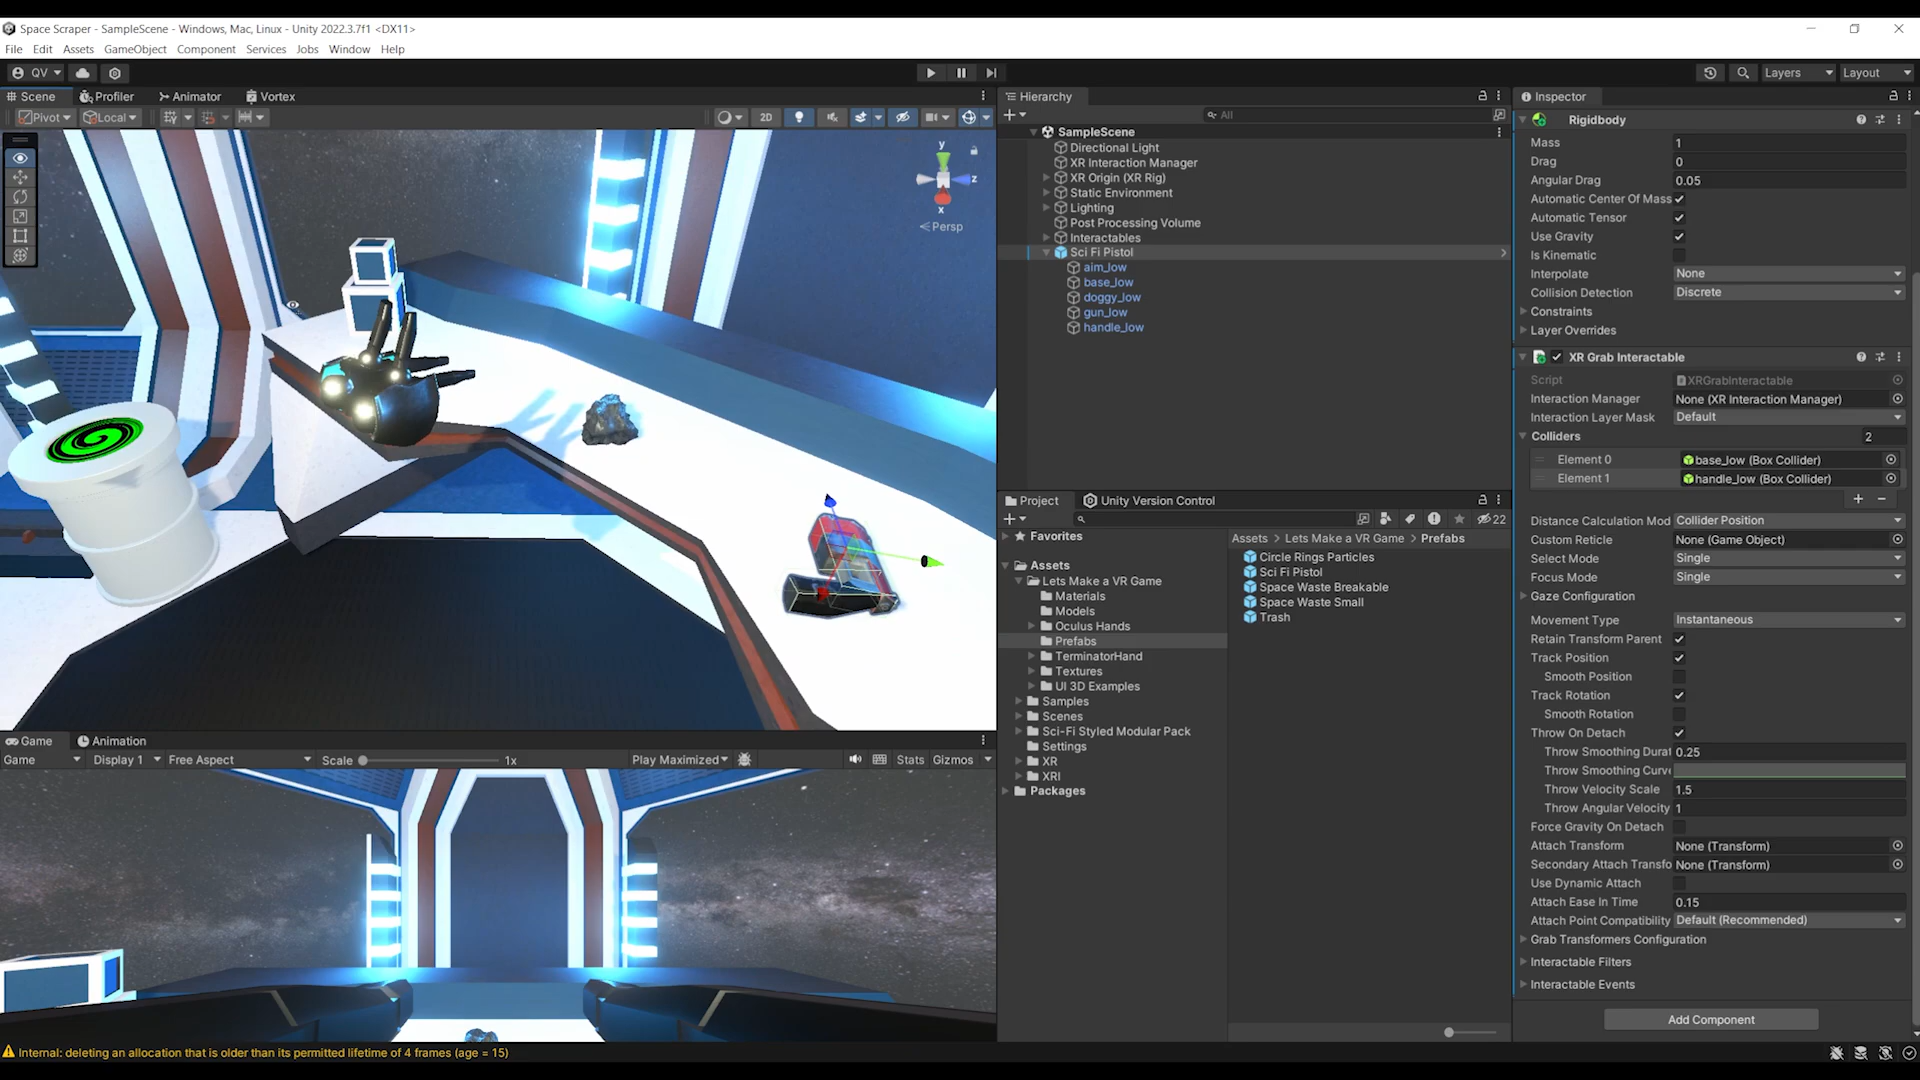 Space Scraper - SampleScene - Windows, Mac, Linux - Unity 2022.3.7f1 <DX11>
File Edit Assets GameObject Component Services Jobs Window Help
QV
Layers
Layout
Scene Profiler Animator Vortex
Pivot Local
2D
y
z
x
Persp
Hierarchy
All
SampleScene
Directional Light
XR Interaction Manager
XR Origin (XR Rig)
Static Environment
Lighting
Post Processing Volume
Interactables
Sci Fi Pistol
aim_low
base_low
doggy_low
gun_low
handle_low
Project Unity Version Control
22
Favorites
Assets
Lets Make a VR Game
Materials
Models
Oculus Hands
Prefabs
TerminatorHand
Textures
UI 3D Examples
Samples
Scenes
Sci-Fi Styled Modular Pack
Settings
XR
XRI
Packages
Assets > Lets Make a VR Game > Prefabs
Circle Rings Particles
Sci Fi Pistol
Space Waste Breakable
Space Waste Small
Trash
Inspector
Rigidbody
Mass 1
Drag 0
Angular Drag 0.05
Automatic Center Of Mass
Automatic Tensor
Use Gravity
Is Kinematic
Interpolate None
Collision Detection Discrete
Constraints
Layer Overrides
XR Grab Interactable
Script XRGrabInteractable
Interaction Manager None (XR Interaction Manager)
Interaction Layer Mask Default
Colliders 2
Element 0 base_low (Box Collider)
Element 1 handle_low (Box Collider)
Distance Calculation Mod Collider Position
Custom Reticle None (Game Object)
Select Mode Single
Focus Mode Single
Gaze Configuration
Movement Type Instantaneous
Retain Transform Parent
Track Position
Smooth Position
Track Rotation
Smooth Rotation
Throw On Detach
Throw Smoothing Durat 0.25
Throw Smoothing Curve
Throw Velocity Scale 1.5
Throw Angular Velocity 1
Force Gravity On Detach
Attach Transform None (Transform)
Secondary Attach Transfo None (Transform)
Use Dynamic Attach
Attach Ease In Time 0.15
Attach Point Compatibility Default (Recommended)
Grab Transformers Configuration
Interactable Filters
Interactable Events
Add Component
Game Animation
Game Display 1 Free Aspect Scale 1x Play Maximized Stats Gizmos
Internal: deleting an allocation that is older than its permitted lifetime of 4 frames (age = 15)